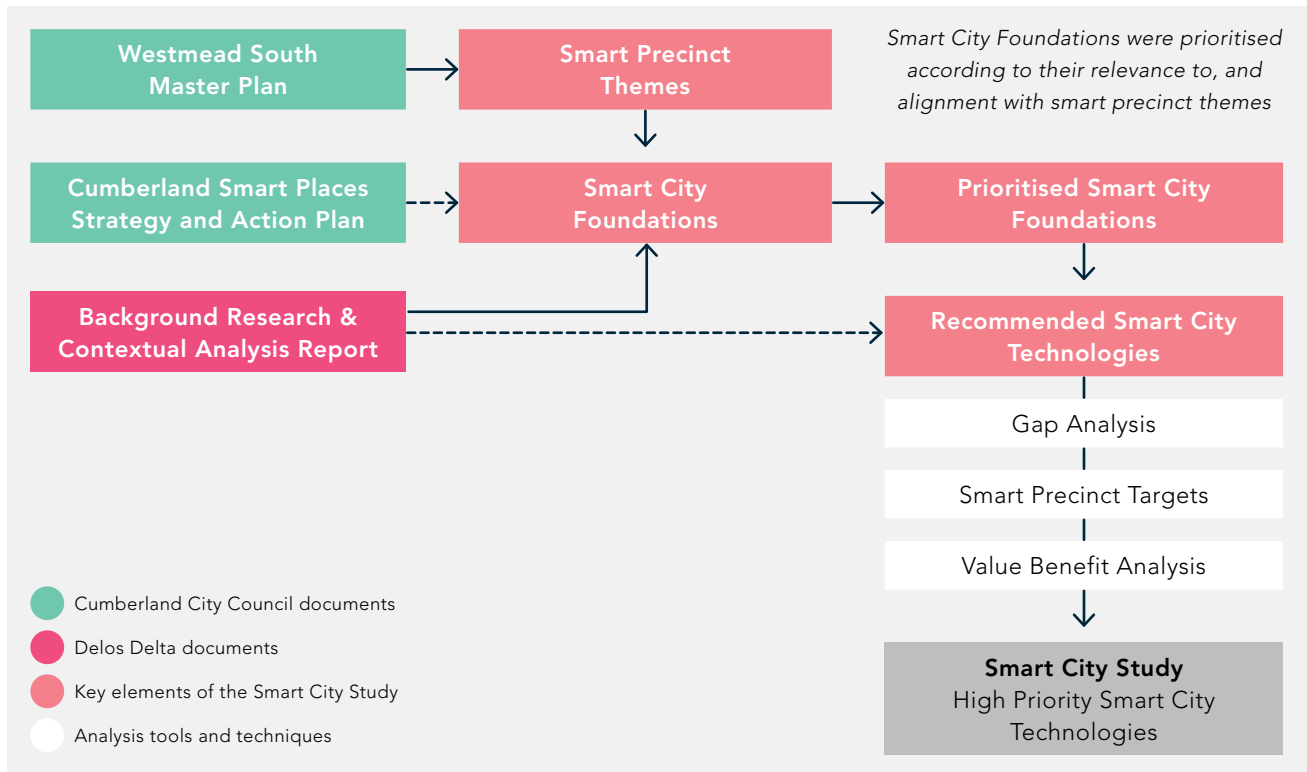 Westmead South
Master Plan
Smart Precinct
Themes
Smart City Foundations were prioritised
according to their relevance to, and
alignment with smart precinct themes
Cumberland Smart Places
Strategy and Action Plan
Smart City
Foundations
Prioritised Smart City
Foundations
Background Research &
Contextual Analysis Report
Recommended Smart City
Technologies
Gap Analysis
Smart Precinct Targets
Value Benefit Analysis
Smart City Study
High Priority Smart City
Technologies
Cumberland City Council documents
Delos Delta documents
Key elements of the Smart City Study
Analysis tools and techniques